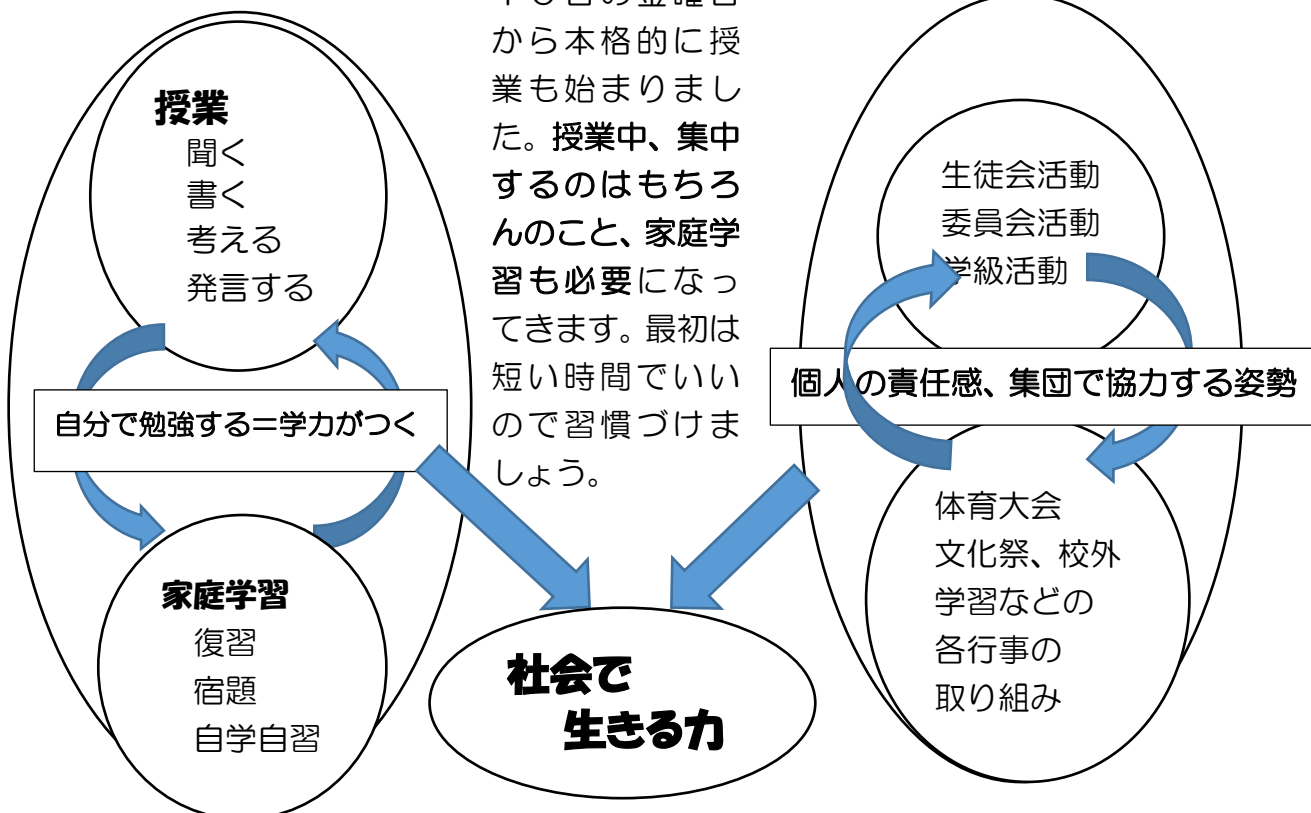 授業
聞く
書く
考える
発言する
自分で勉強する＝学力がつく
家庭学習
復習
宿題
自学自習
から本格的に授
業も始まりまし
た。授業中、集中
するのはもちろ
んのこと、家庭学
習も必要になっ
てきます。最初は
短い時間でいい
ので習慣づけま
しょう。
社会で
生きる力
生徒会活動
委員会活動
学級活動
個人の責任感、集団で協力する姿勢
体育大会
文化祭、校外
学習などの
各行事の
取り組み